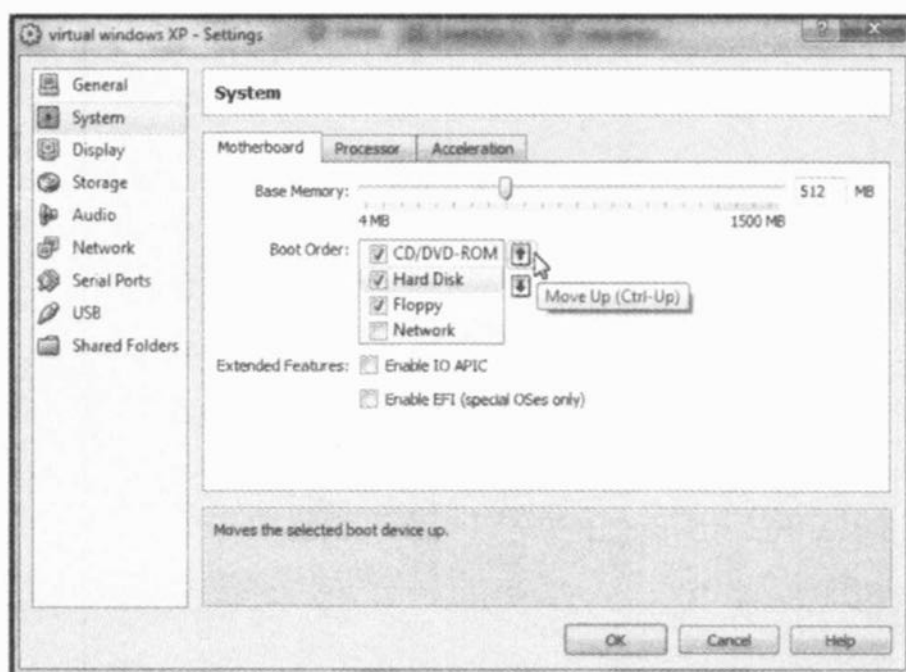 virtual windows XP - Settings
General
System
Display
Storage
Audio
Network
Serial Ports
USB
Shared Folders
System
Motherboard Processor Acceleration
Base Memory: 512 MB
4 MB 1500 MB
Boot Order: CD/DVD-ROM
Hard Disk
Floppy
Network
Move Up (Ctrl-Up)
Extended Features: Enable IO APIC
Enable EFI (special OSes only)
Moves the selected boot device up.
OK Cancel Help